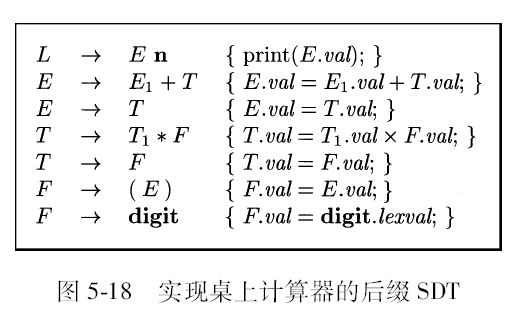 L → E n { print(E.val); }
E → E₁ + T { E.val = E₁.val + T.val; }
E → T { E.val = T.val; }
T → T₁ * F { T.val = T₁.val × F.val; }
T → F { T.val = F.val; }
F → ( E ) { F.val = E.val; }
F → digit { F.val = digit.lexval; }
图 5-18 实现桌上计算器的后缀 SDT